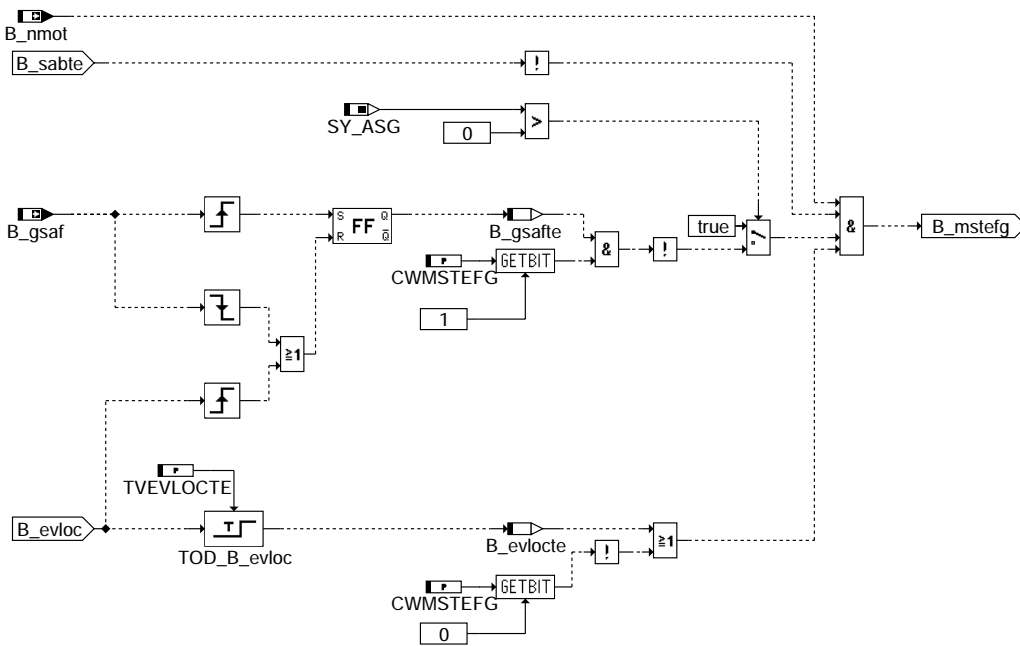 B_nmot
B_sabte
!
SY_ASG
0
>
B_gsaf
S Q
FF
R Q̅
B_gsafte
true
&
B_mstefg
CWMSTEFG
GETBIT
&
!
1
≧1
TVEVLOCTE
B_evloc
T
TOD_B_evloc
B_evlocte
≧1
!
CWMSTEFG
GETBIT
0